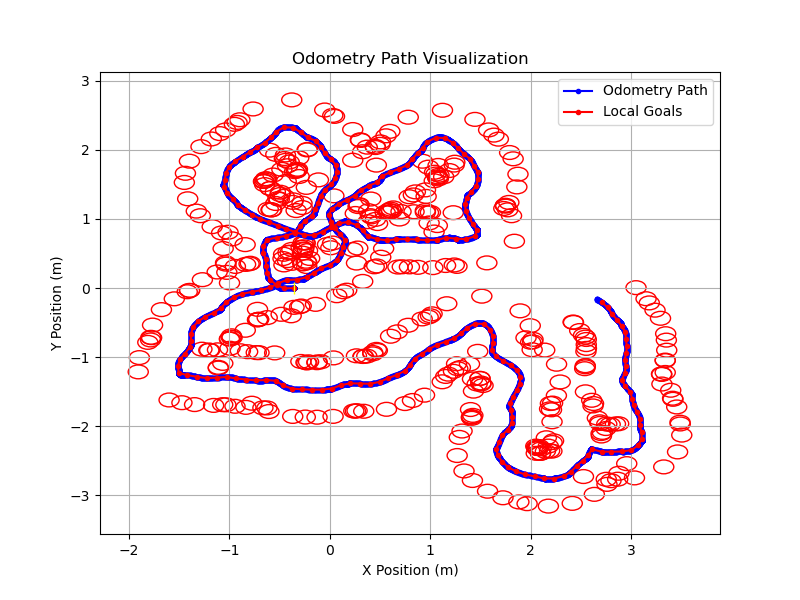 Odometry Path Visualization
Odometry Path
Local Goals
3
2
1
0
−1
−2
−3
Y Position (m)
−2
−1
0
1
2
3
X Position (m)